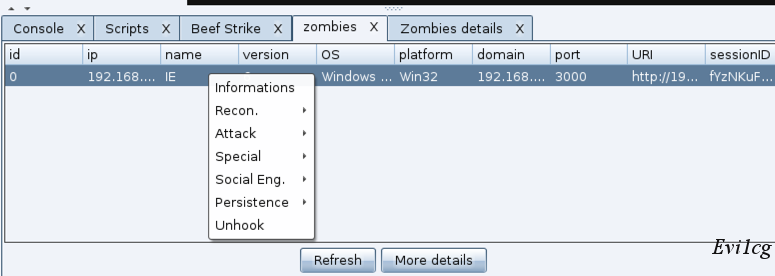 Console X Scripts X Beef Strike X zombies X Zombies details X
id ip name version OS platform domain port URI sessionID
0 192.168.... IE Windows ... Win32 192.168.... 3000 http://19... fYzNKuF...
Informations
Recon.
Attack
Special
Social Eng.
Persistence
Unhook
Refresh More details
Evi1cg